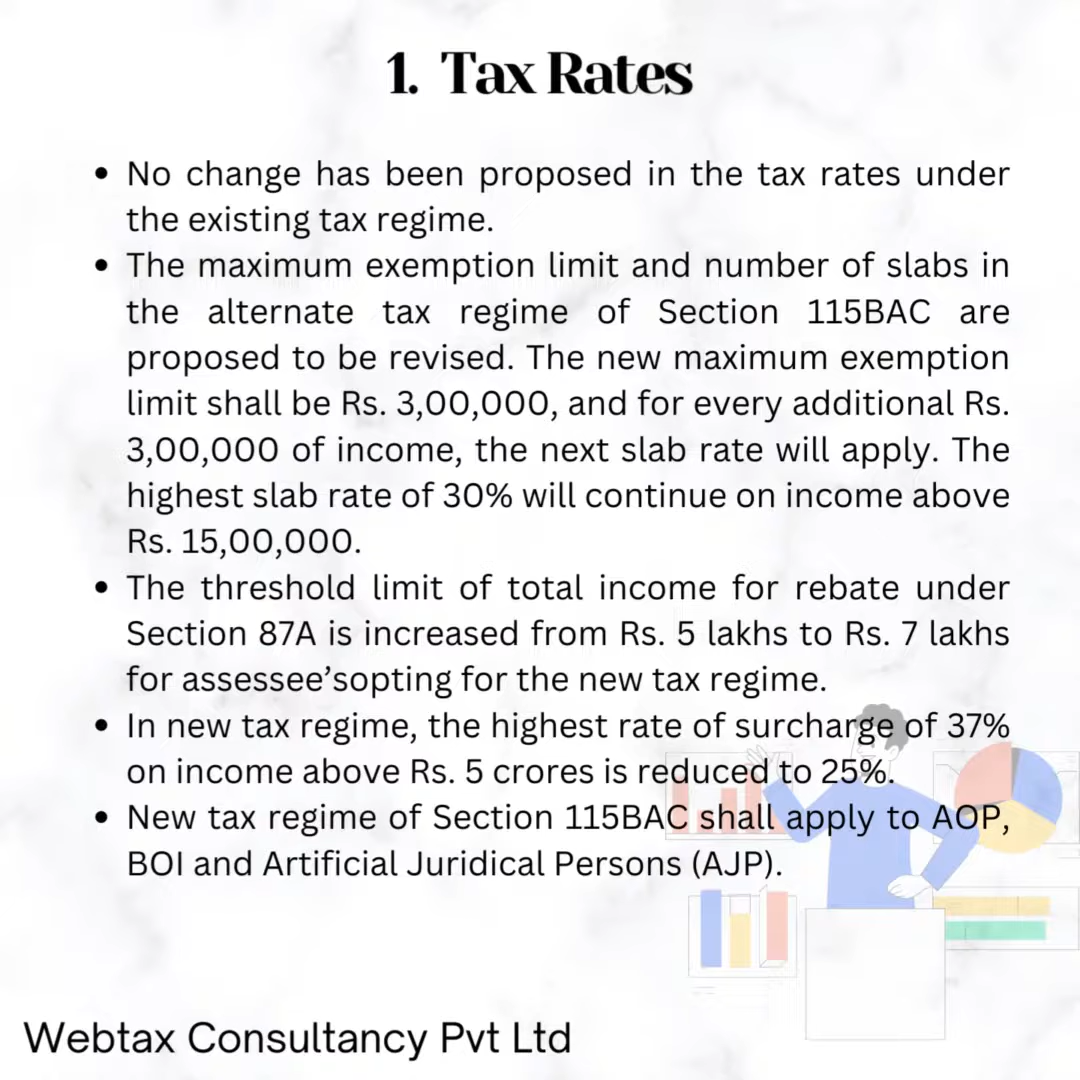 1. Tax Rates
• No change has been proposed in the tax rates under
the existing tax regime.
• The maximum exemption limit and number of slabs in
the alternate tax regime of Section 115BAC are
proposed to be revised. The new maximum exemption
limit shall be Rs. 3,00,000, and for every additional Rs.
3,00,000 of income, the next slab rate will apply. The
highest slab rate of 30% will continue on income above
Rs. 15,00,000.
• The threshold limit of total income for rebate under
Section 87A is increased from Rs. 5 lakhs to Rs. 7 lakhs
for assessee’sopting for the new tax regime.
• In new tax regime, the highest rate of surcharge of 37%
on income above Rs. 5 crores is reduced to 25%.
• New tax regime of Section 115BAC shall apply to AOP,
BOI and Artificial Juridical Persons (AJP).
Webtax Consultancy Pvt Ltd